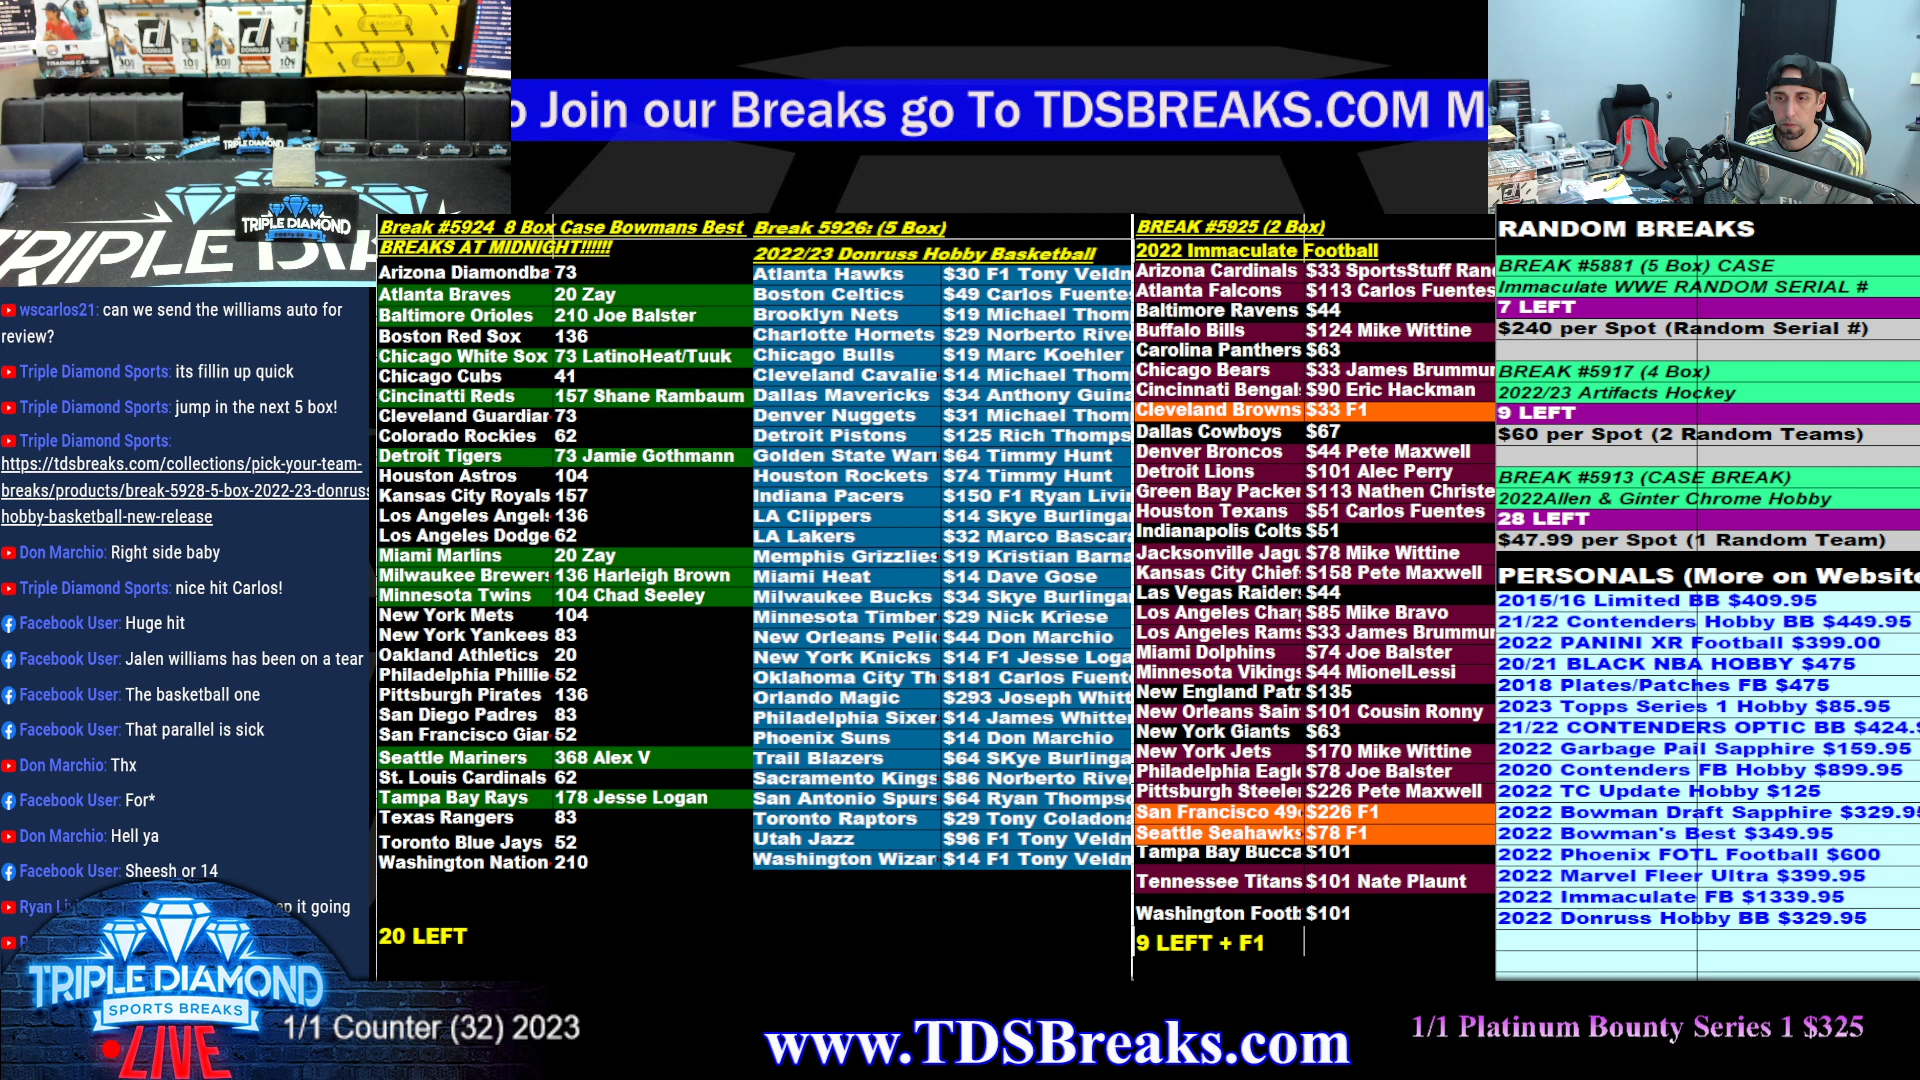 o Join our Breaks go To TDSBREAKS.COM M
DONRUSS
DONRUSS
TRIPLE DIAMOND
TRIPLE DIAMOND
wscarlos21: can we send the williams auto for
review?
Triple Diamond Sports: its fillin up quick
Triple Diamond Sports: jump in the next 5 box!
Triple Diamond Sports:
https://tdsbreaks.com/collections/pick-your-team-
breaks/products/break-5928-5-box-2022-23-donruss
hobby-basketball-new-release
Don Marchio: Right side baby
Triple Diamond Sports: nice hit Carlos!
Facebook User: Huge hit
Facebook User: Jalen williams has been on a tear
Facebook User: The basketball one
Facebook User: That parallel is sick
Don Marchio: Thx
Facebook User: For*
Don Marchio: Hell ya
Facebook User: Sheesh or 14
Ryan Li
p it going
TRIPLE DIAMOND
SPORTS BREAKS
LIVE
Break #5924 8 Box Case Bowmans Best
BREAKS AT MIDNIGHT!!!!!!
Arizona Diamondba 73
Atlanta Braves 20 Zay
Baltimore Orioles 210 Joe Balster
Boston Red Sox 136
Chicago White Sox 73 LatinoHeat/Tuuk
Chicago Cubs 41
Cincinatti Reds 157 Shane Rambaum
Cleveland Guardiar 73
Colorado Rockies 62
Detroit Tigers 73 Jamie Gothmann
Houston Astros 104
Kansas City Royals 157
Los Angeles Angel 136
Los Angeles Dodge 62
Miami Marlins 20 Zay
Milwaukee Brewers 136 Harleigh Brown
Minnesota Twins 104 Chad Seeley
New York Mets 104
New York Yankees 83
Oakland Athletics 20
Philadelphia Phillie 52
Pittsburgh Pirates 136
San Diego Padres 83
San Francisco Giar 52
Seattle Mariners 368 Alex V
St. Louis Cardinals 62
Tampa Bay Rays 178 Jesse Logan
Texas Rangers 83
Toronto Blue Jays 52
Washington Nation 210
20 LEFT
Break 5926: (5 Box)
2022/23 Donruss Hobby Basketball
Atlanta Hawks $30 F1 Tony Veldn
Boston Celtics $49 Carlos Fuentes
Brooklyn Nets $19 Michael Thom
Charlotte Hornets $29 Norberto River
Chicago Bulls $19 Marc Koehler
Cleveland Cavalie $14 Michael Thom
Dallas Mavericks $34 Anthony Guina
Denver Nuggets $31 Michael Thom
Detroit Pistons $125 Rich Thomps
Golden State Warr $64 Timmy Hunt
Houston Rockets $74 Timmy Hunt
Indiana Pacers $150 F1 Ryan Livin
LA Clippers $14 Skye Burlinga
LA Lakers $32 Marco Bascar
Memphis Grizzlies $19 Kristian Barna
Miami Heat $14 Dave Gose
Milwaukee Bucks $34 Skye Burlinga
Minnesota Timber $29 Nick Kriese
New Orleans Pelic $44 Don Marchio
New York Knicks $14 F1 Jesse Loga
Oklahoma City Th $181 Carlos Fuent
Orlando Magic $293 Joseph Whitt
Philadelphia Sixer $14 James Whitter
Phoenix Suns $14 Don Marchio
Trail Blazers $64 SKye Burlinga
Sacramento Kings $86 Norberto River
San Antonio Spurs $64 Ryan Thompso
Toronto Raptors $29 Tony Coladona
Utah Jazz $96 F1 Tony Veldn
Washington Wizar $14 F1 Tony Veldn
BREAK #5925 (2 Box)
2022 Immaculate Football
Arizona Cardinals $33 SportsStuff Ran
Atlanta Falcons $113 Carlos Fuentes
Baltimore Ravens $44
Buffalo Bills $124 Mike Wittine
Carolina Panthers $63
Chicago Bears $33 James Brummur
Cincinnati Bengal $90 Eric Hackman
Cleveland Browns $33 F1
Dallas Cowboys $67
Denver Broncos $44 Pete Maxwell
Detroit Lions $101 Alec Perry
Green Bay Packer $113 Nathen Christe
Houston Texans $51 Carlos Fuentes
Indianapolis Colts $51
Jacksonville Jagu $78 Mike Wittine
Kansas City Chief $158 Pete Maxwell
Las Vegas Raider $44
Los Angeles Char $85 Mike Bravo
Los Angeles Rams $33 James Brummur
Miami Dolphins $74 Joe Balster
Minnesota Vikings $44 MionelLessi
New England Patr $135
New Orleans Sain $101 Cousin Ronny
New York Giants $63
New York Jets $170 Mike Wittine
Philadelphia Eagl $78 Joe Balster
Pittsburgh Steeler $226 Pete Maxwell
San Francisco 49 $226 F1
Seattle Seahawks $78 F1
Tampa Bay Bucca $101
Tennessee Titans $101 Nate Plaunt
Washington Footb $101
9 LEFT + F1
RANDOM BREAKS
BREAK #5881 (5 Box) CASE
Immaculate WWE RANDOM SERIAL #
7 LEFT
$240 per Spot (Random Serial #)
BREAK #5917 (4 Box)
2022/23 Artifacts Hockey
9 LEFT
$60 per Spot (2 Random Teams)
BREAK #5913 (CASE BREAK)
2022Allen & Ginter Chrome Hobby
28 LEFT
$47.99 per Spot (1 Random Team)
PERSONALS (More on Website
2015/16 Limited BB $409.95
21/22 Contenders Hobby BB $449.95
2022 PANINI XR Football $399.00
20/21 BLACK NBA HOBBY $475
2018 Plates/Patches FB $475
2023 Topps Series 1 Hobby $85.95
21/22 CONTENDERS OPTIC BB $424.9
2022 Garbage Pail Sapphire $159.95
2020 Contenders FB Hobby $899.95
2022 TC Update Hobby $125
2022 Bowman Draft Sapphire $329.95
2022 Bowman's Best $349.95
2022 Phoenix FOTL Football $600
2022 Marvel Fleer Ultra $399.95
2022 Immaculate FB $1339.95
2022 Donruss Hobby BB $329.95
1/1 Counter (32) 2023
www.TDSBreaks.com
1/1 Platinum Bounty Series 1 $325